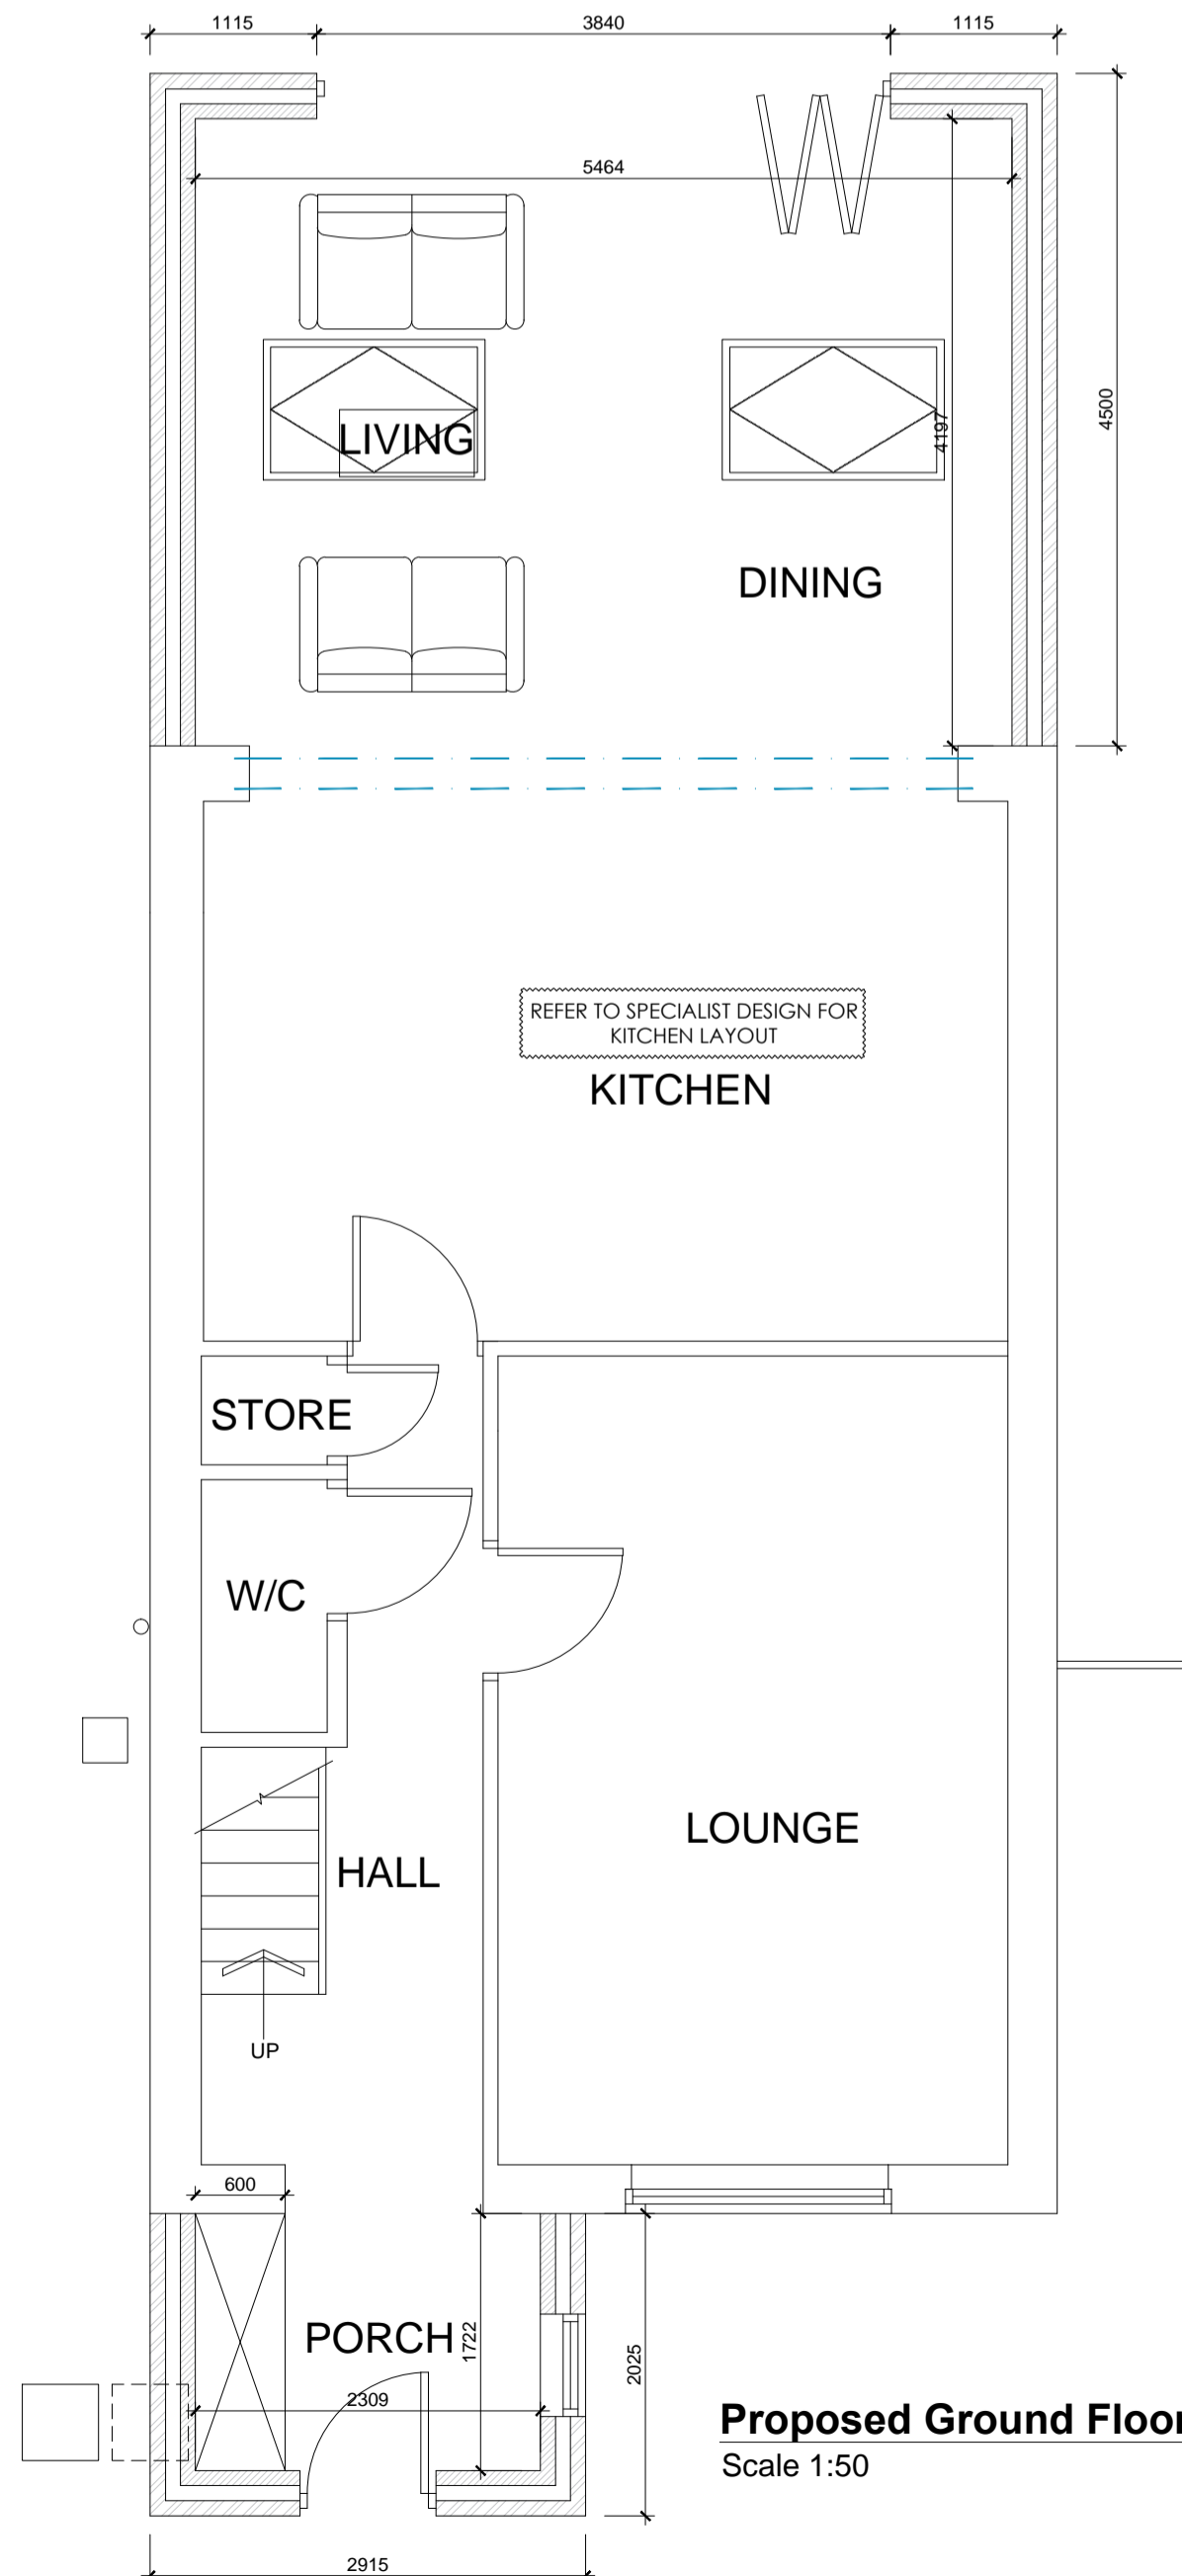 1115
3840
1115
5464
4500
4197
LIVING
DINING
REFER TO SPECIALIST DESIGN FOR
KITCHEN LAYOUT
KITCHEN
STORE
W/C
LOUNGE
HALL
UP
600
PORCH
1722
2025
2309
Proposed Ground Floor
Scale 1:50
2915